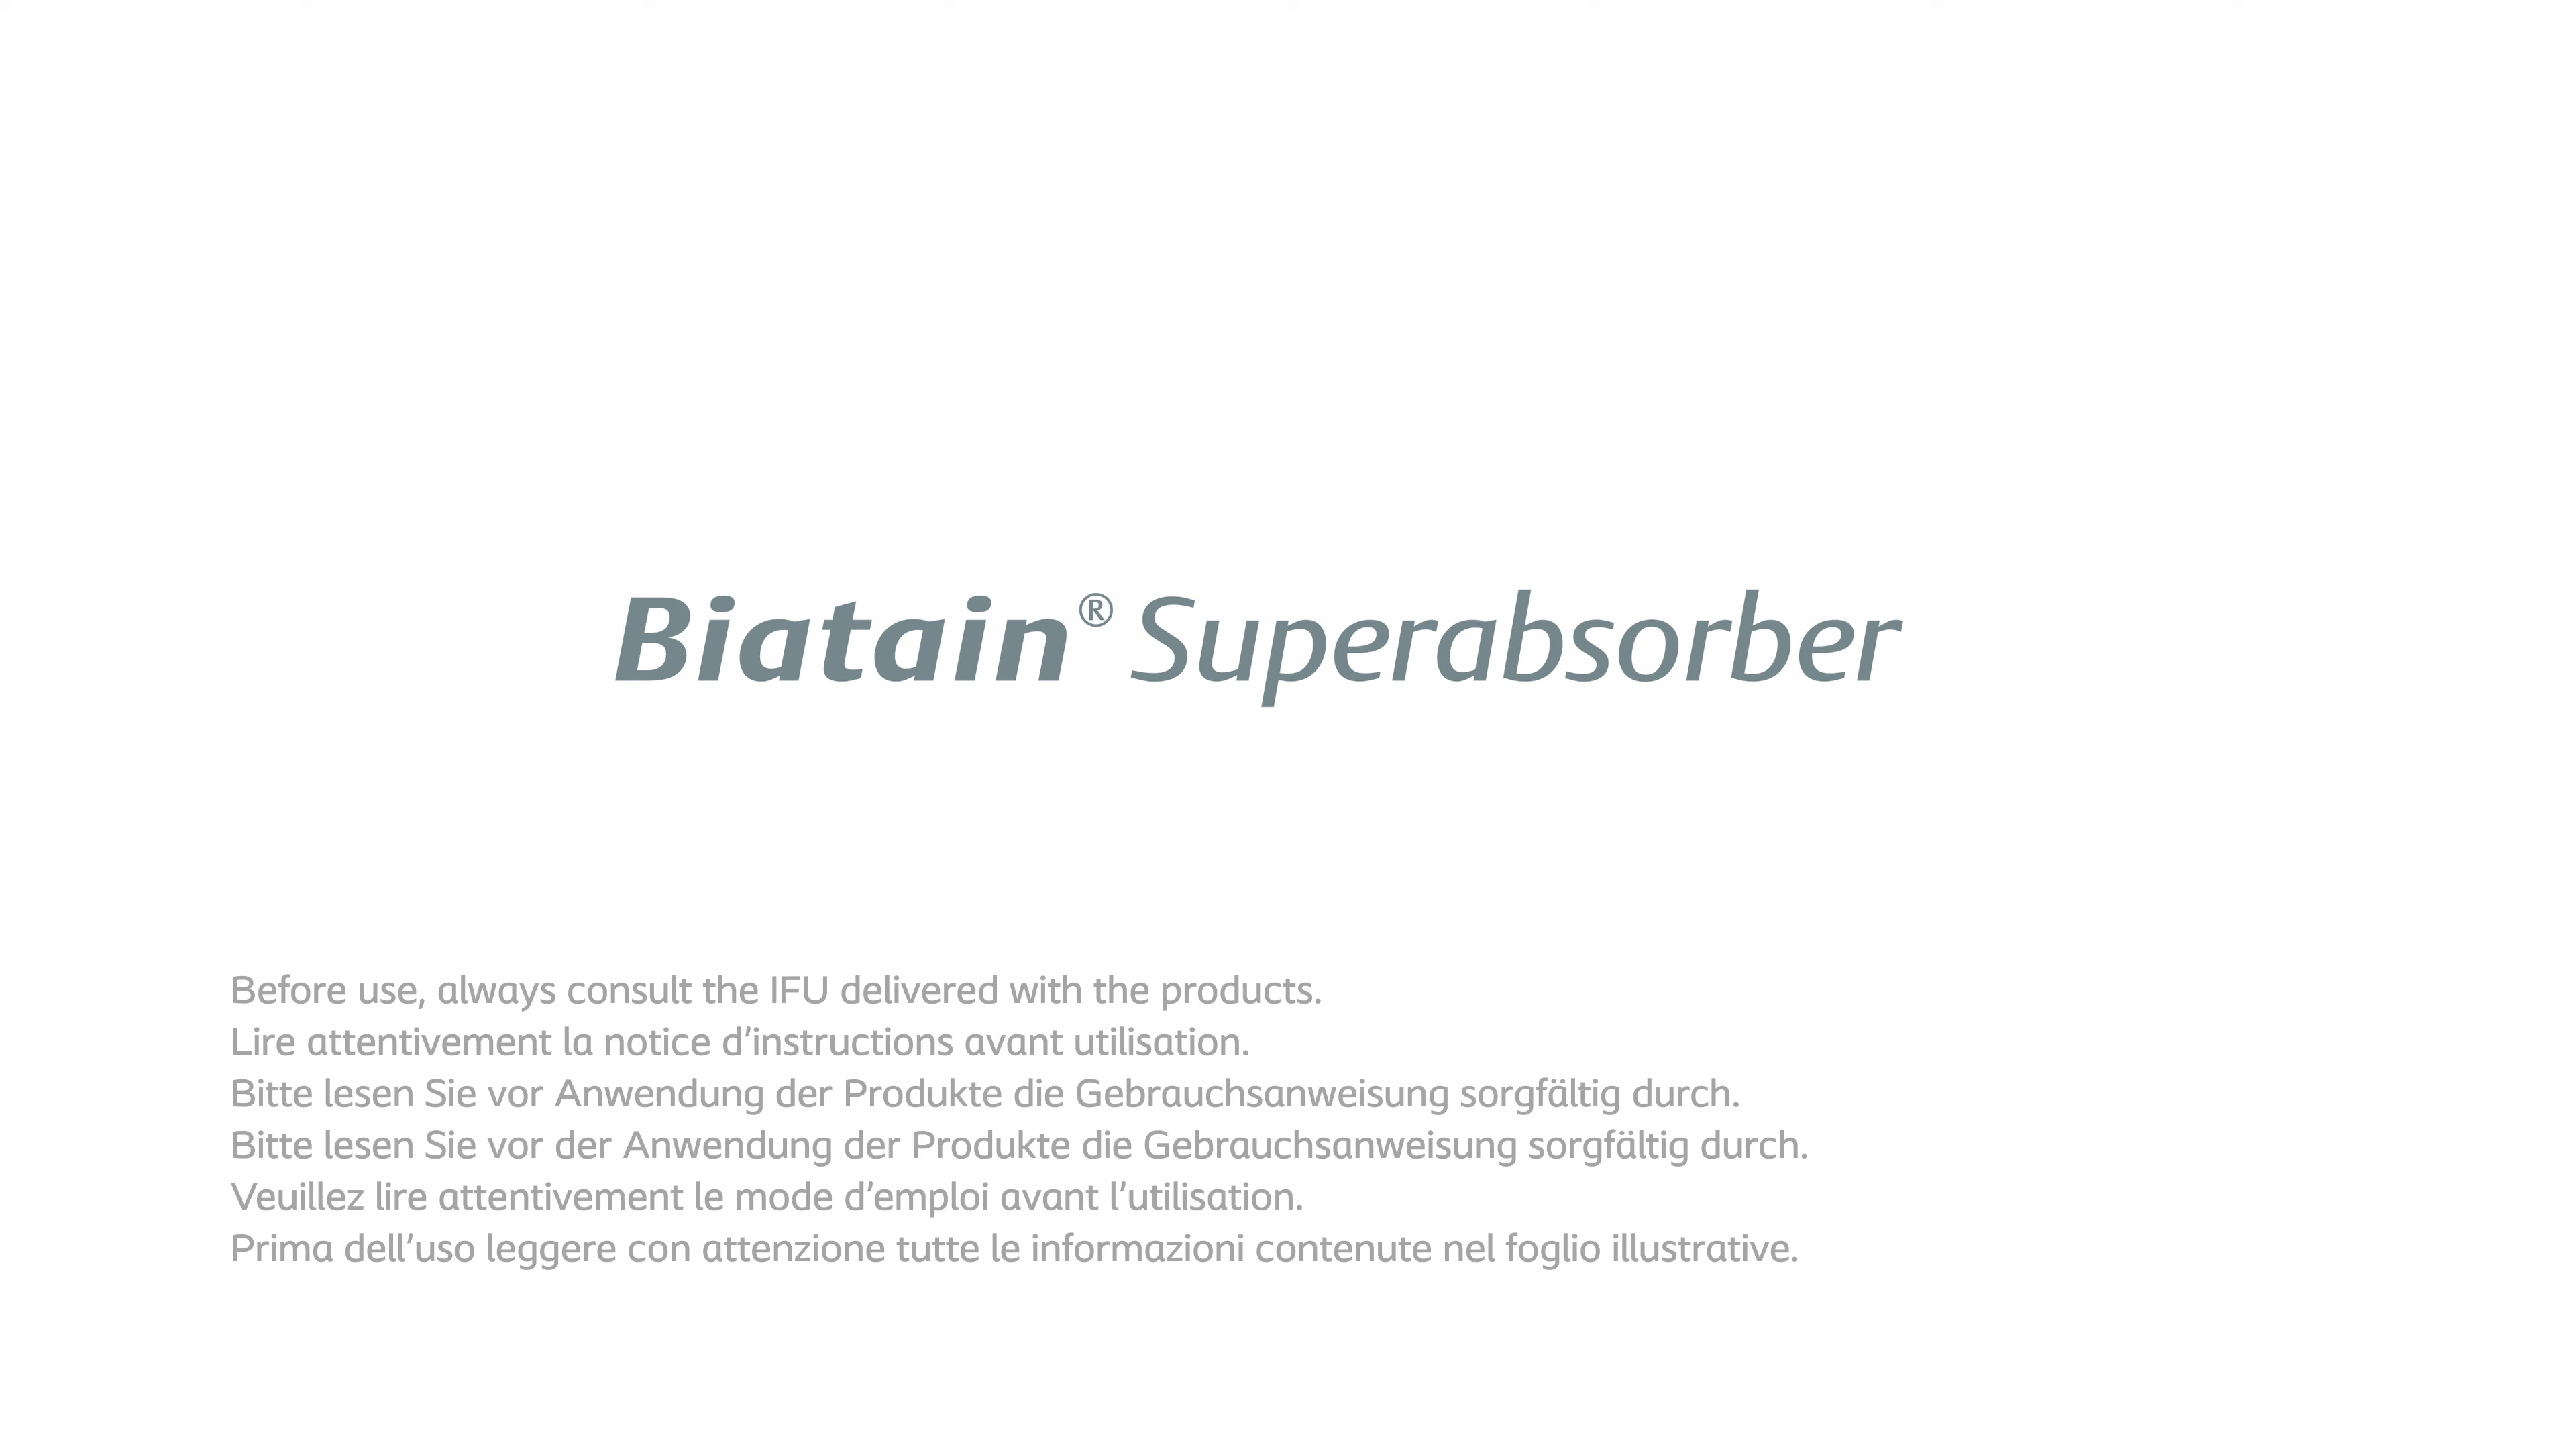 Biatain® Superabsorber
Before use, always consult the IFU delivered with the products.
Lire attentivement la notice d’instructions avant utilisation.
Bitte lesen Sie vor Anwendung der Produkte die Gebrauchsanweisung sorgfältig durch.
Bitte lesen Sie vor der Anwendung der Produkte die Gebrauchsanweisung sorgfältig durch.
Veuillez lire attentivement le mode d’emploi avant l’utilisation.
Prima dell’uso leggere con attenzione tutte le informazioni contenute nel foglio illustrative.